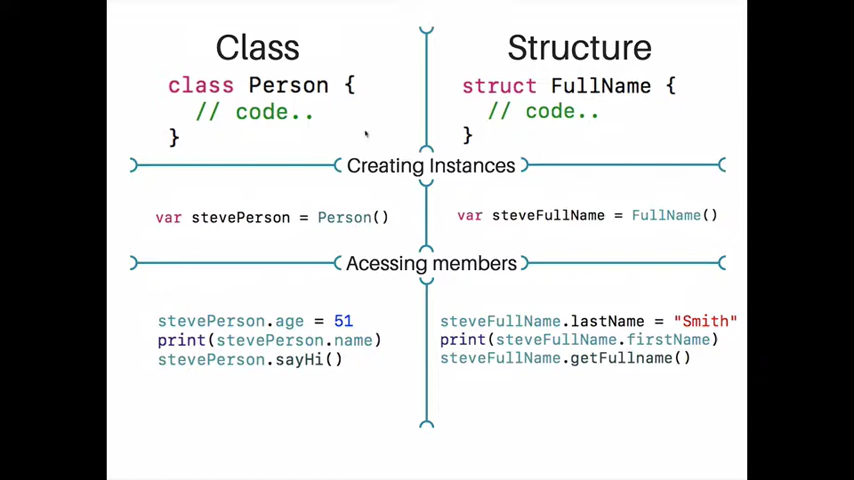 Class
class Person {
// code..
}
Structure
struct FullName {
// code..
}
Creating Instances
var stevePerson = Person()
var steveFullName = FullName()
Acessing members
stevePerson.age = 51
print(stevePerson.name)
stevePerson.sayHi()
steveFullName.lastName = "Smith"
print(steveFullName.firstName)
steveFullName.getFullname()